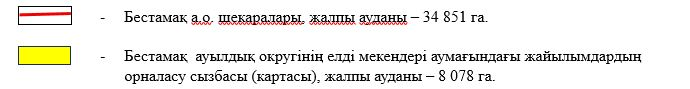 - Бестамақ а.о. шекаралары, жалпы ауданы – 34 851 га.
- Бестамақ ауылдық округінің елді мекендері аумағындағы жайылымдардың
орналасу сызбасы (картасы), жалпы ауданы – 8 078 га.